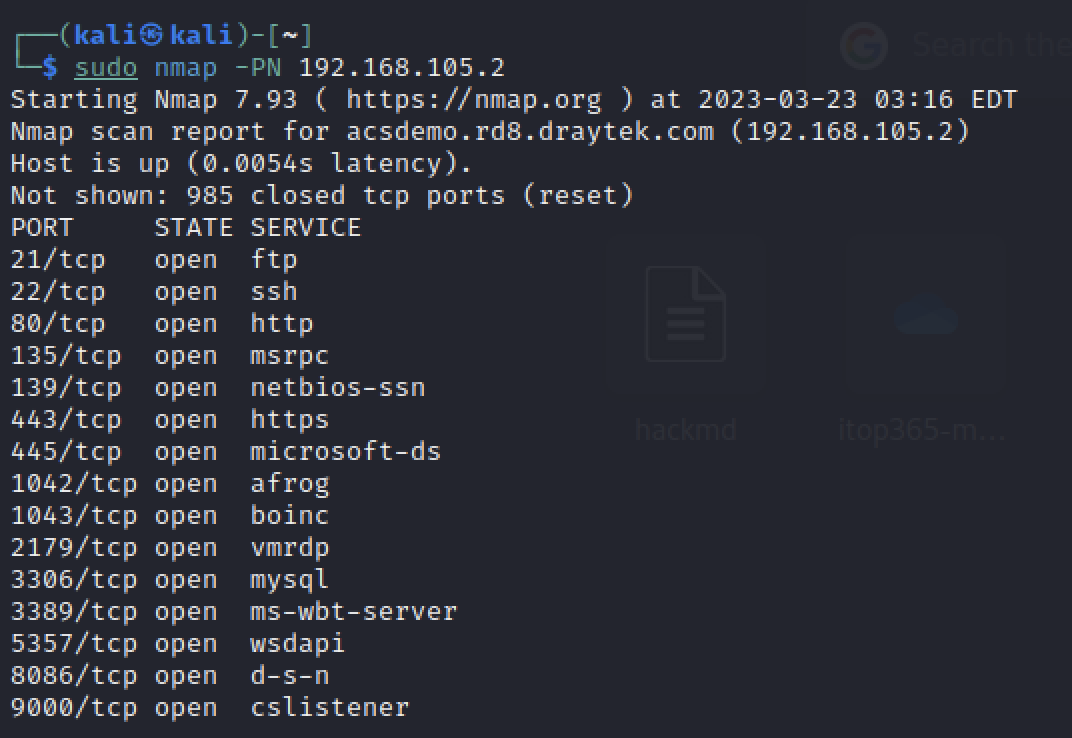 ┌──(kali㉿kali)-[~]
└─$ sudo nmap -PN 192.168.105.2
Starting Nmap 7.93 ( https://nmap.org ) at 2023-03-23 03:16 EDT
Nmap scan report for acsdemo.rd8.draytek.com (192.168.105.2)
Host is up (0.0054s latency).
Not shown: 985 closed tcp ports (reset)
PORT     STATE SERVICE
21/tcp   open  ftp
22/tcp   open  ssh
80/tcp   open  http
135/tcp  open  msrpc
139/tcp  open  netbios-ssn
443/tcp  open  https
445/tcp  open  microsoft-ds
1042/tcp open  afrog
1043/tcp open  boinc
2179/tcp open  vmrdp
3306/tcp open  mysql
3389/tcp open  ms-wbt-server
5357/tcp open  wsdapi
8086/tcp open  d-s-n
9000/tcp open  cslistener
Search the
hackmd
itop365-m...